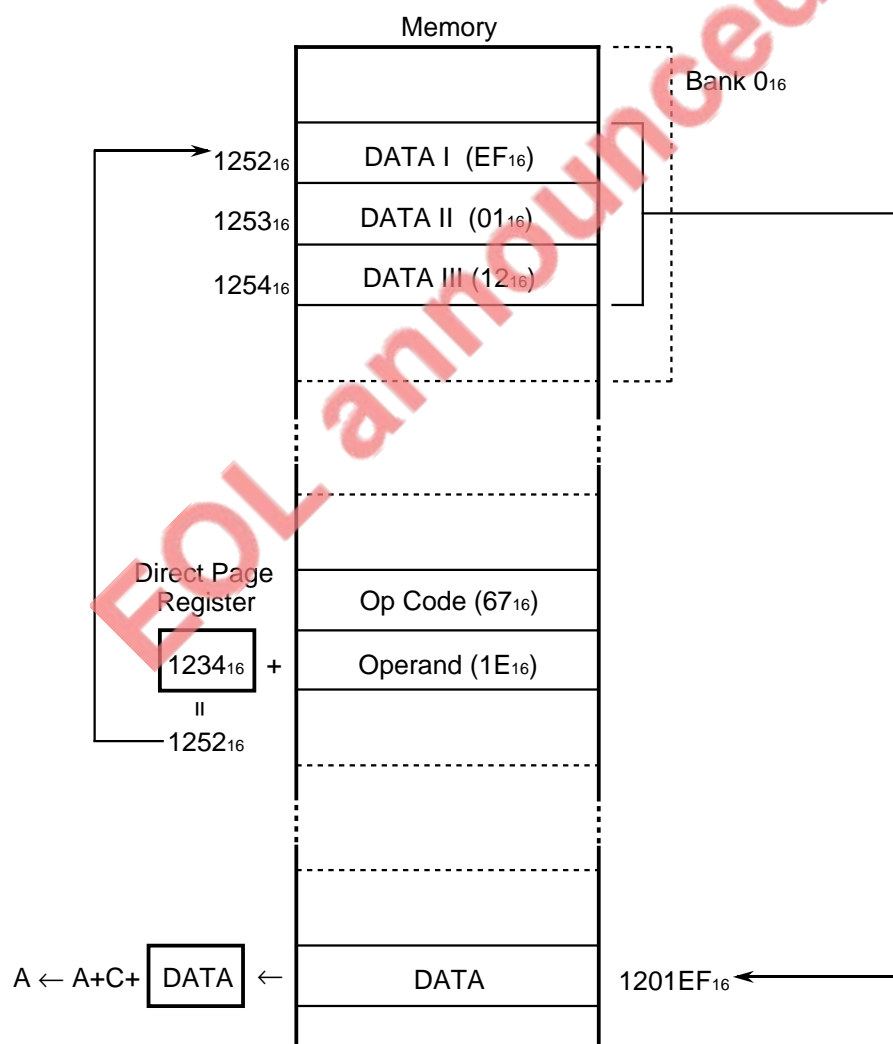 Memory
Bank 0₁₆
1252₁₆ DATA I (EF₁₆)
1253₁₆ DATA II (01₁₆)
1254₁₆ DATA III (12₁₆)
EOL announced
Direct Page
Register
Op Code (67₁₆)
1234₁₆ + Operand (1E₁₆)
=
1252₁₆
A ← A+C+ DATA ← DATA 1201EF₁₆